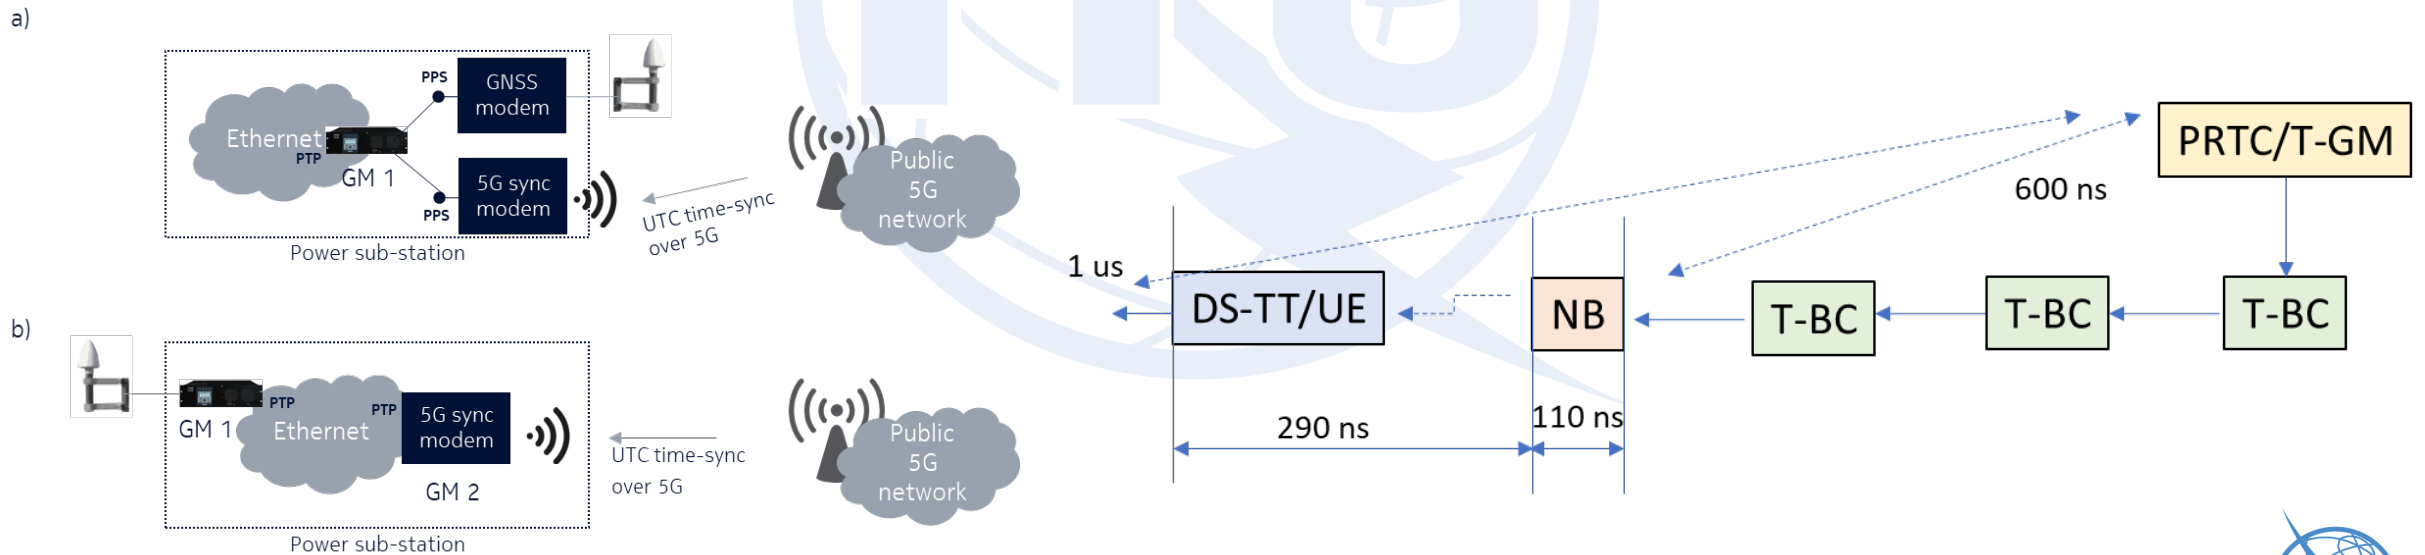 a)
PPS
GNSS
modem
Ethernet
PTP
GM 1
PPS
5G sync
modem
UTC time-sync
over 5G
Public
5G
network
Power sub-station
b)
GM 1
PTP
Ethernet
PTP
5G sync
modem
GM 2
UTC time-sync
over 5G
Public
5G
network
Power sub-station
PRTC/T-GM
600 ns
1 us
DS-TT/UE
NB
T-BC
T-BC
T-BC
290 ns
110 ns